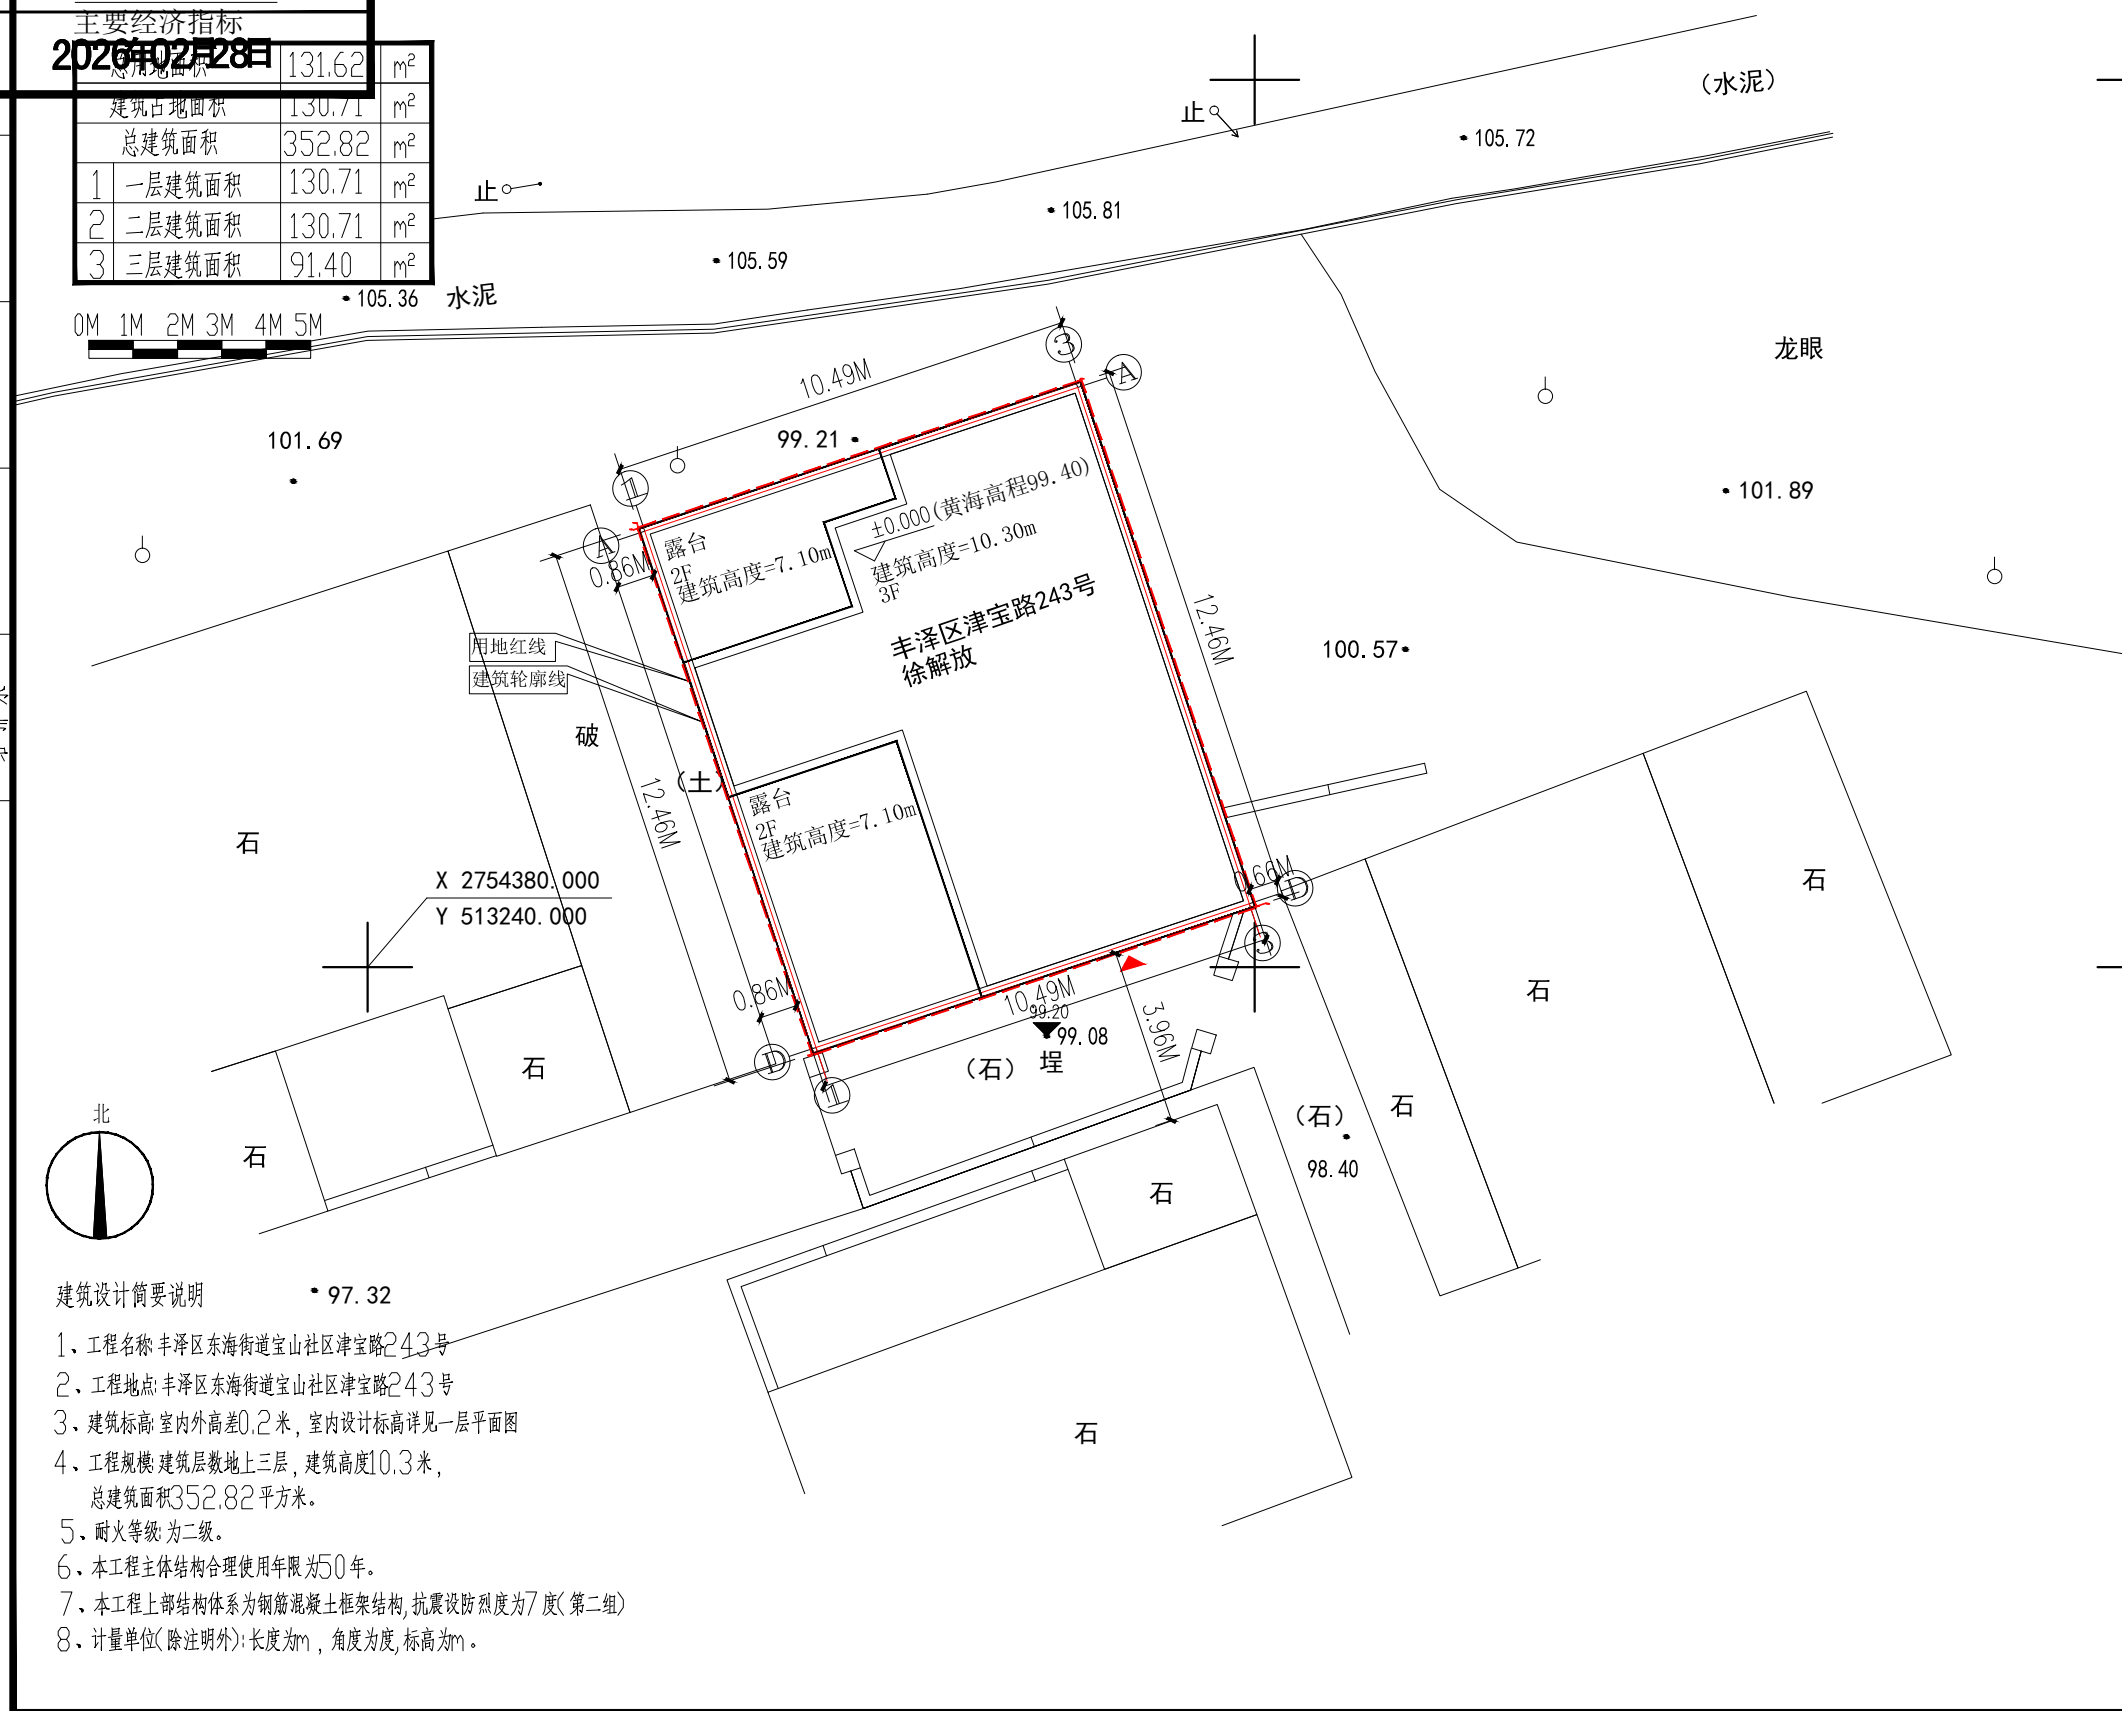 主要经济指标
2026年02月28日
总用地面积 131.62 m²
建筑占地面积 130.71 m²
总建筑面积 352.82 m²
1 一层建筑面积 130.71 m²
2 二层建筑面积 130.71 m²
3 三层建筑面积 91.40 m²
0M 1M 2M 3M 4M 5M
(水泥)
止
105.72
止
105.81
105.59
105.36
水泥
龙眼
10.49M
3
A
101.69
99.21
1
A
101.89
±0.000(黄海高程99.40)
建筑高度=10.30m
3F
露台
2F
建筑高度=7.10m
0.86M
丰泽区津宝路243号
徐解放
12.46M
100.57
用地红线
建筑轮廓线
破
(土)
12.46M
露台
2F
建筑高度=7.10m
石
石
X 2754380.000
Y 513240.000
0.66M
D
3
石
0.86M
10.49M
99.20
99.08
3.96M
D
1
(石) 埕
石
(石)
石
98.40
石
石
北
石
97.32
建筑设计简要说明
1、工程名称:丰泽区东海街道宝山社区津宝路243号
2、工程地点:丰泽区东海街道宝山社区津宝路243号
3、建筑标高:室内外高差0.2米,室内设计标高详见一层平面图
4、工程规模:建筑层数地上三层,建筑高度10.3米,
总建筑面积352.82平方米。
5、耐火等级:为二级。
6、本工程主体结构合理使用年限为50年。
7、本工程上部结构体系为钢筋混凝土框架结构,抗震设防烈度为7度(第二组)
8、计量单位(除注明外):长度为m,角度为度,标高为m。